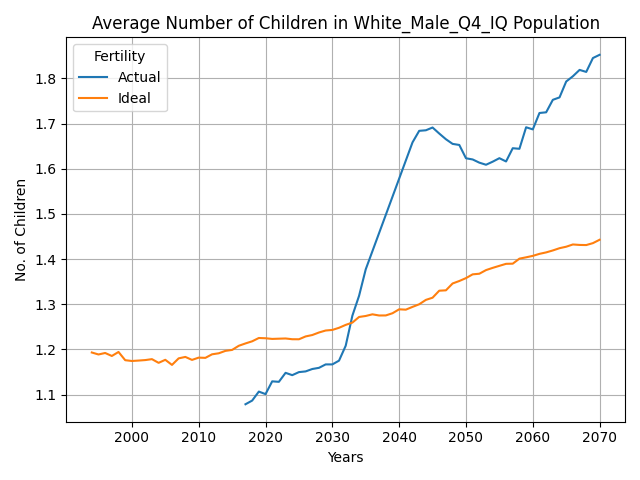 Average Number of Children in White_Male_Q4_IQ Population
Fertility
Actual
Ideal
No. of Children
1.8
1.7
1.6
1.5
1.4
1.3
1.2
1.1
2000 2010 2020 2030 2040 2050 2060 2070
Years